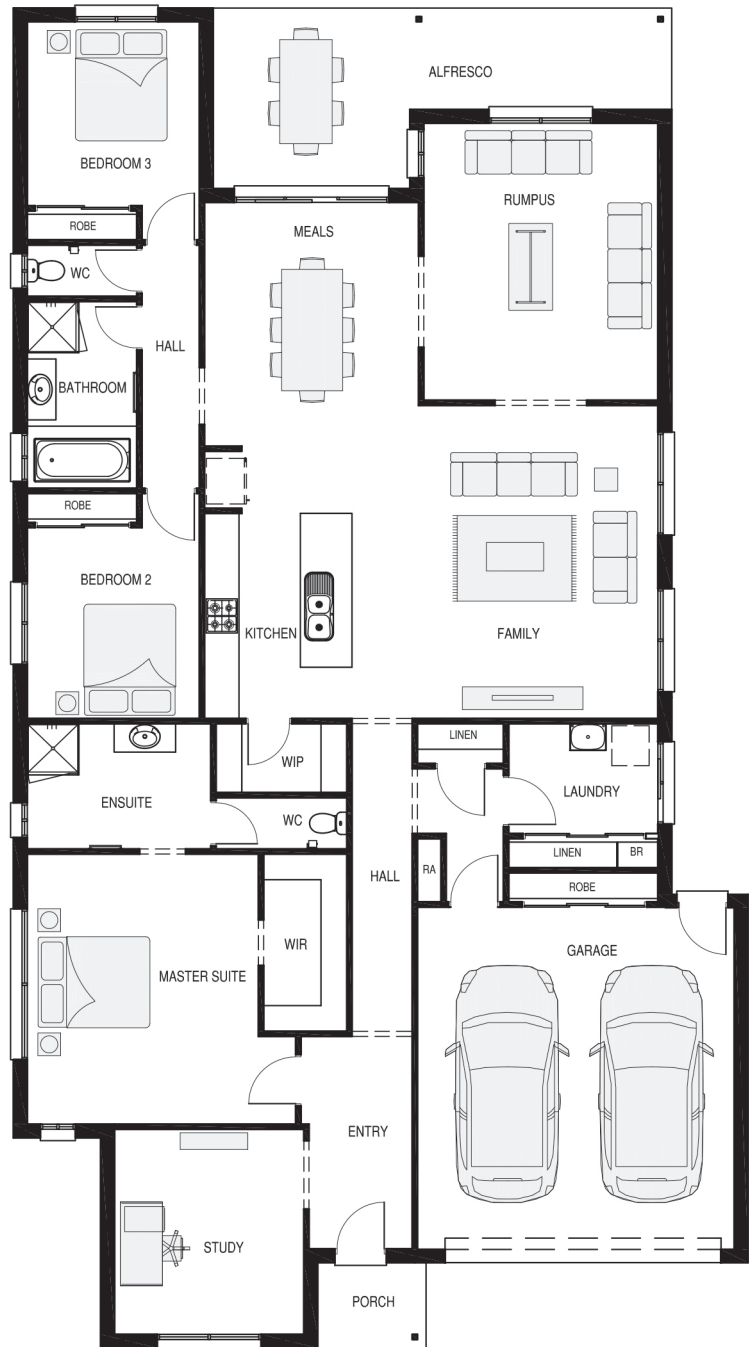 ALFRESCO
BEDROOM 3
RUMPUS
ROBE
MEALS
WC
HALL
BATHROOM
ROBE
BEDROOM 2
KITCHEN
FAMILY
LINEN
WIP
LAUNDRY
ENSUITE
WC
LINEN
BR
HALL
RA
ROBE
WIR
GARAGE
MASTER SUITE
ENTRY
STUDY
PORCH